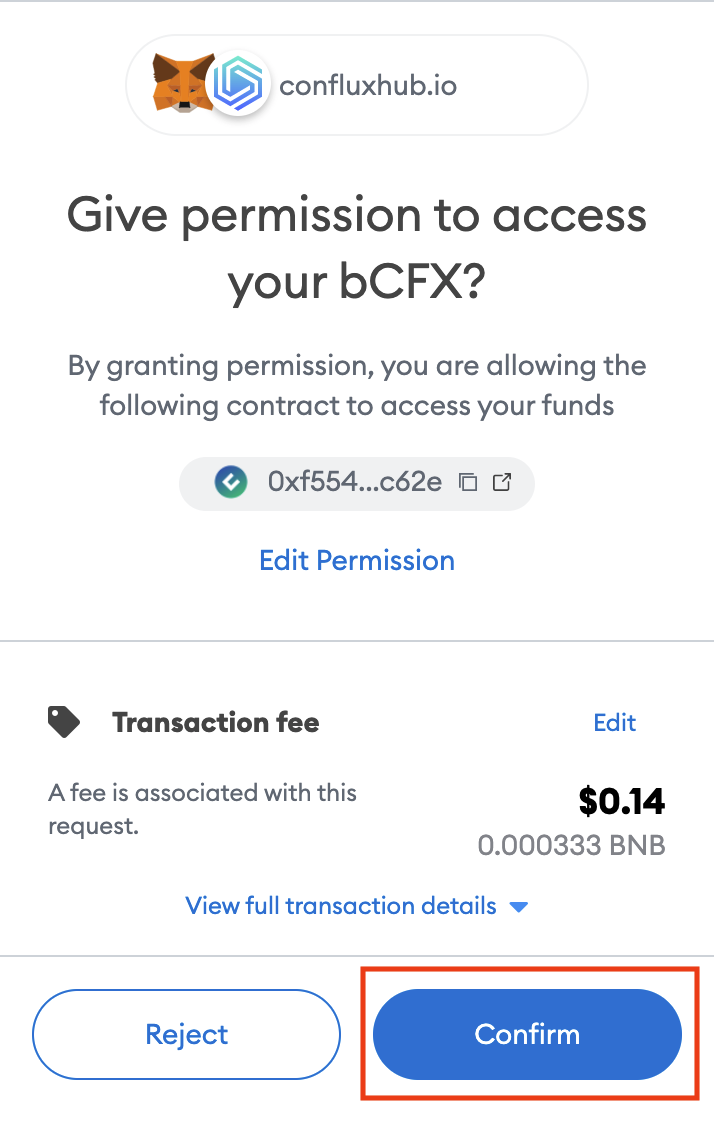 confluxhub.io
Give permission to access
your bCFX?
By granting permission, you are allowing the
following contract to access your funds
0xf554...c62e
Edit Permission
Transaction fee
Edit
A fee is associated with this
request.
$0.14
0.000333 BNB
View full transaction details
Reject
Confirm